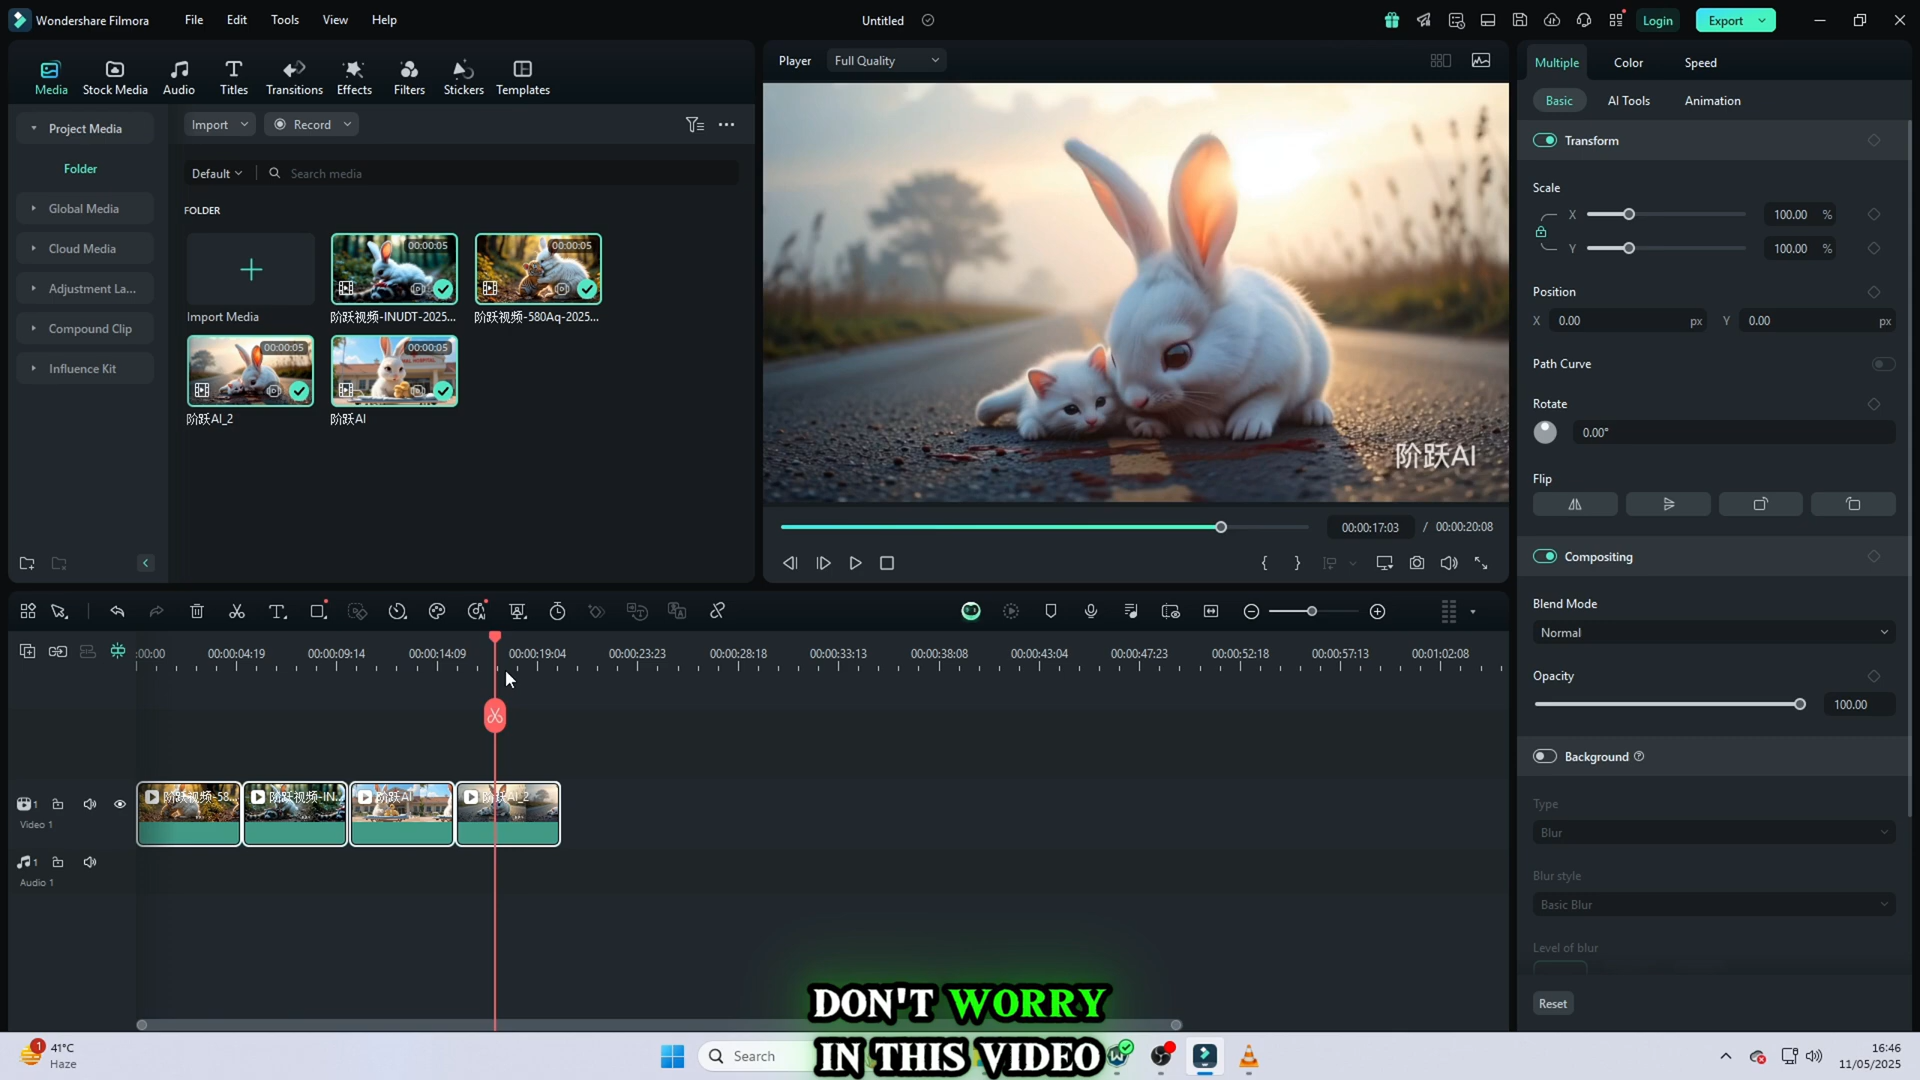 Wondershare Filmora
File
Edit
Tools
View
Help
Untitled
Login
Export
Media
Stock Media
Audio
Titles
Transitions
Effects
Filters
Stickers
Templates
Player
Full Quality
Multiple
Color
Speed
Basic
AI Tools
Animation
Project Media
Folder
Global Media
Cloud Media
Adjustment La...
Compound Clip
Influence Kit
Import
Record
Default
Search media
FOLDER
Import Media
00:00:05
阶跃视频-INUDT-2025...
00:00:05
阶跃视频-580Aq-2025...
00:00:05
阶跃AI_2
00:00:05
阶跃AI
阶跃AI
00:00:17:03 / 00:00:20:08
Transform
Scale
X 100.00 %
Y 100.00 %
Position
X 0.00 px Y 0.00 px
Path Curve
Rotate
0.00°
Flip
Compositing
Blend Mode
Normal
Opacity
100.00
Background
Type
Blur
Blur style
Basic Blur
Level of blur
Reset
:00:00 00:00:04:19 00:00:09:14 00:00:14:09 00:00:19:04 00:00:23:23 00:00:28:18 00:00:33:13 00:00:38:08 00:00:43:04 00:00:47:23 00:00:52:18 00:00:57:13 00:01:02:08
1
Video 1
阶跃视频-58...
阶跃视频-IN...
阶跃AI
阶跃AI_2
1
Audio 1
DON'T WORRY
IN THIS VIDEO
1
41°C
Haze
Search
16:46
11/05/2025